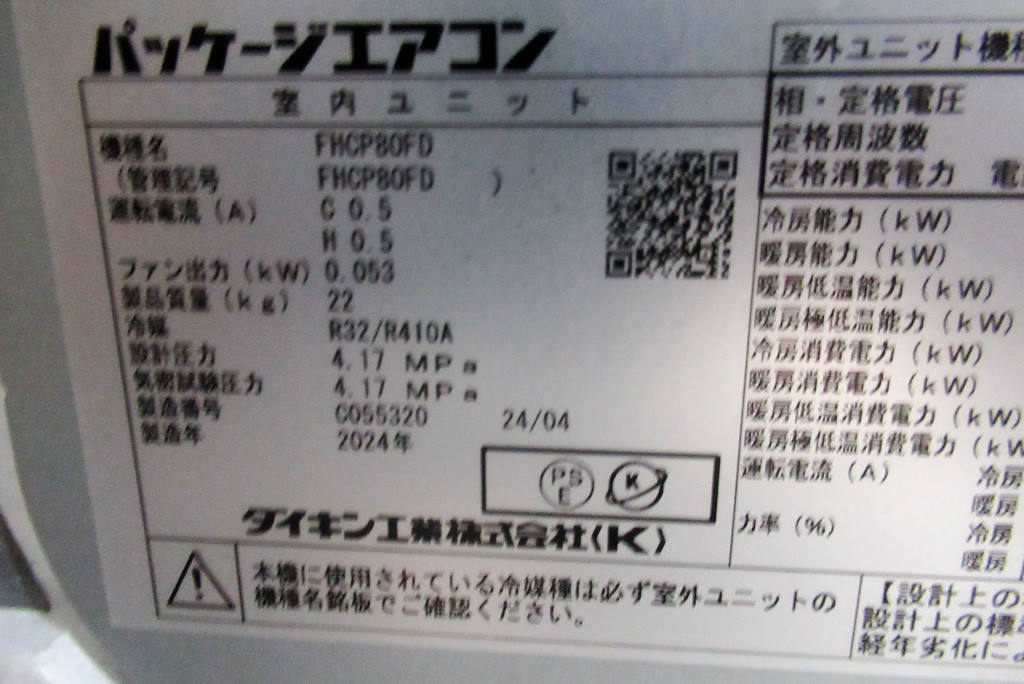 パッケージエアコン
室内ユニット
機種名 FHCP80FD
(管理記号 FHCP80FD )
運転電流(A) C 0.5
H 0.5
ファン出力(kW) 0.053
製品質量(kg) 22
冷媒 R32/R410A
設計圧力 4.17 MPa
気密試験圧力 4.17 MPa
製造番号 C055320 24/04
製造年 2024年
PS
E
K
ダイキン工業株式会社(K)
本機に使用されている冷媒種は必ず室外ユニットの
機種名銘板でご確認ください。
室外ユニット機種
相・定格電圧
定格周波数
定格消費電力 電
冷房能力(kW)
暖房能力(kW)
暖房低温能力(kW)
暖房極低温能力(kW)
冷房消費電力(kW)
暖房消費電力(kW)
暖房低温消費電力(kW)
暖房極低温消費電力(kW
運転電流(A) 冷房
暖房
力率(%) 冷房
暖房
【設計上の
設計上の標
経年劣化に